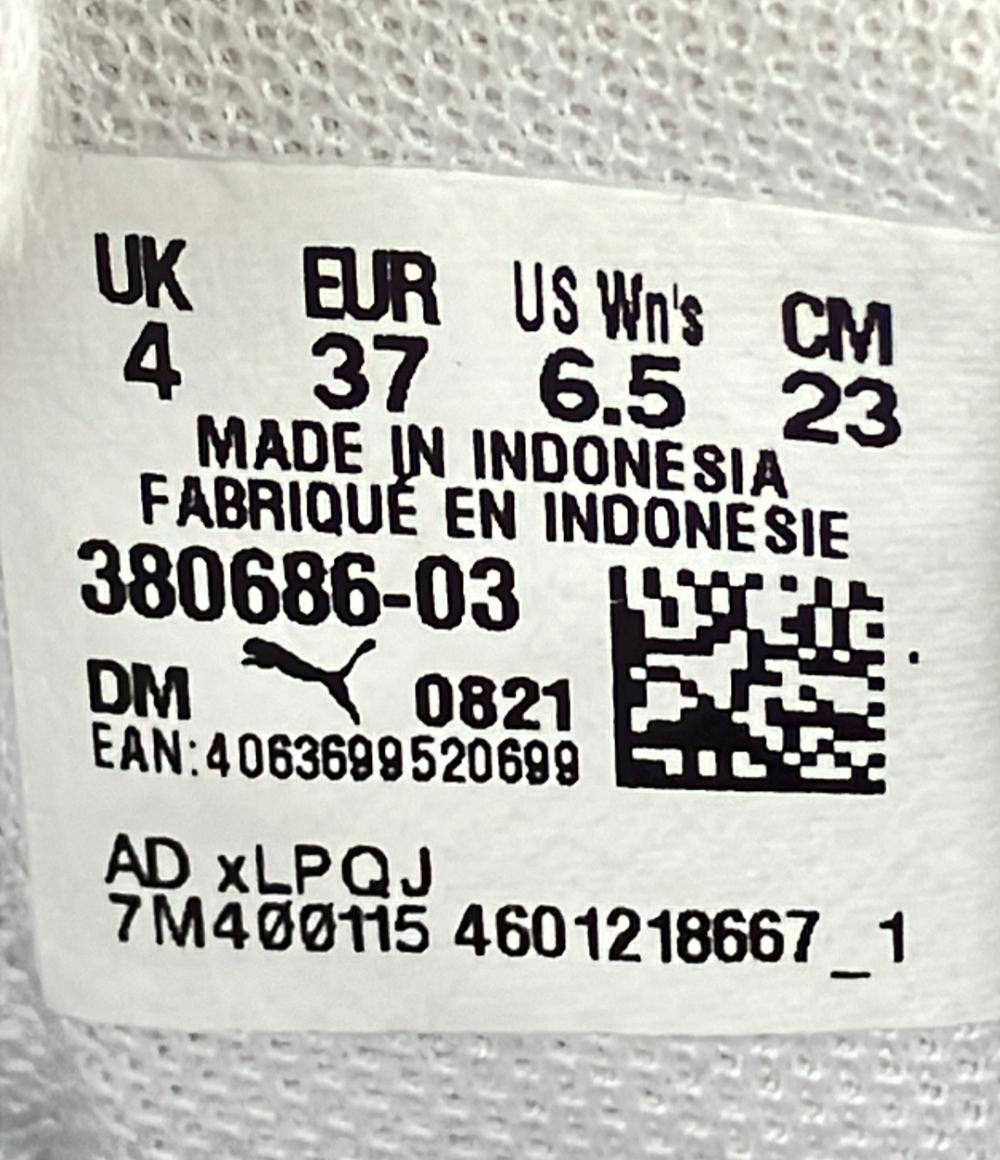 UK EUR US Wn's CM
4 37 6.5 23
MADE IN INDONESIA
FABRIQUÉ EN INDONESIE
380686-03
DM 0821
EAN:4063699520699
AD xLPQJ
7M400115 4601218667_1